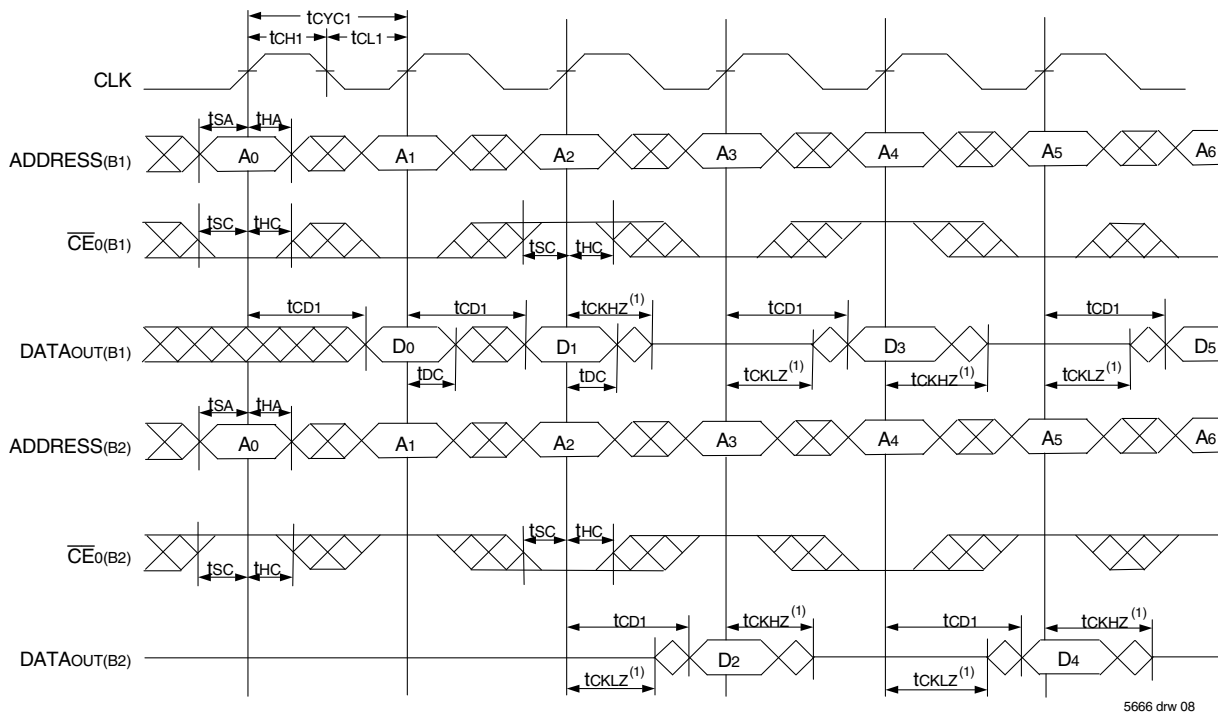 tCYC1
tCH1 tCL1
CLK
tSA tHA
ADDRESS(B1) A0 A1 A2 A3 A4 A5 A6
tSC tHC
CE0(B1)
tSC tHC
tCD1 tCD1 tCKHZ(1) tCD1 tCD1
DATAOUT(B1) D0 D1 D3 D5
tDC tDC tCKLZ(1) tCKHZ(1) tCKLZ(1)
tSA tHA
ADDRESS(B2) A0 A1 A2 A3 A4 A5 A6
tSC tHC
CE0(B2)
tSC tHC
tCD1 tCKHZ(1) tCD1 tCKHZ(1)
DATAOUT(B2) D2 D4
tCKLZ(1) tCKLZ(1)
5666 drw 08